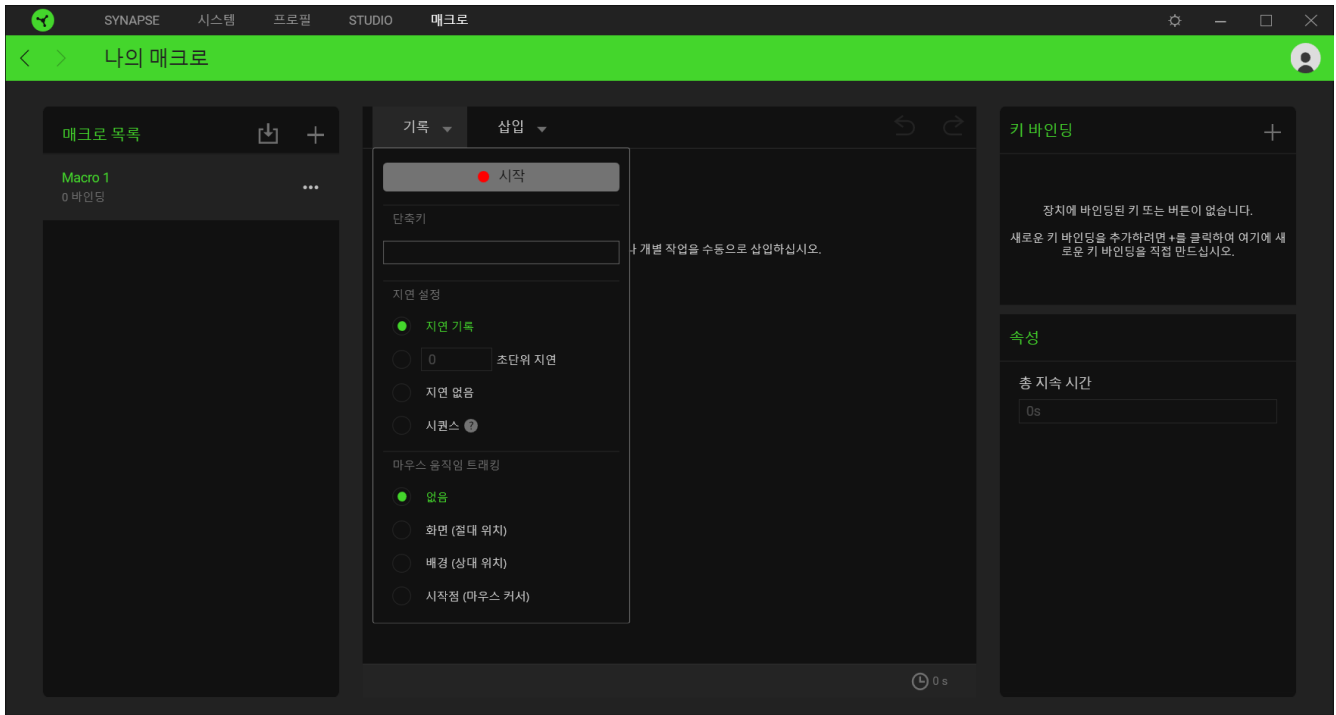 SYNAPSE 시스템 프로필 STUDIO 매크로
나의 매크로
매크로 목록
Macro 1
0 바인딩
기록 삽입
시작
단축키
나 개별 작업을 수동으로 삽입하십시오.
지연 설정
지연 기록
0 초단위 지연
지연 없음
시퀀스 ?
마우스 움직임 트래킹
없음
화면 (절대 위치)
배경 (상대 위치)
시작점 (마우스 커서)
0 s
키 바인딩
장치에 바인딩된 키 또는 버튼이 없습니다.
새로운 키 바인딩을 추가하려면 +를 클릭하여 여기에 새
로운 키 바인딩을 직접 만드십시오.
속성
총 지속 시간
0s